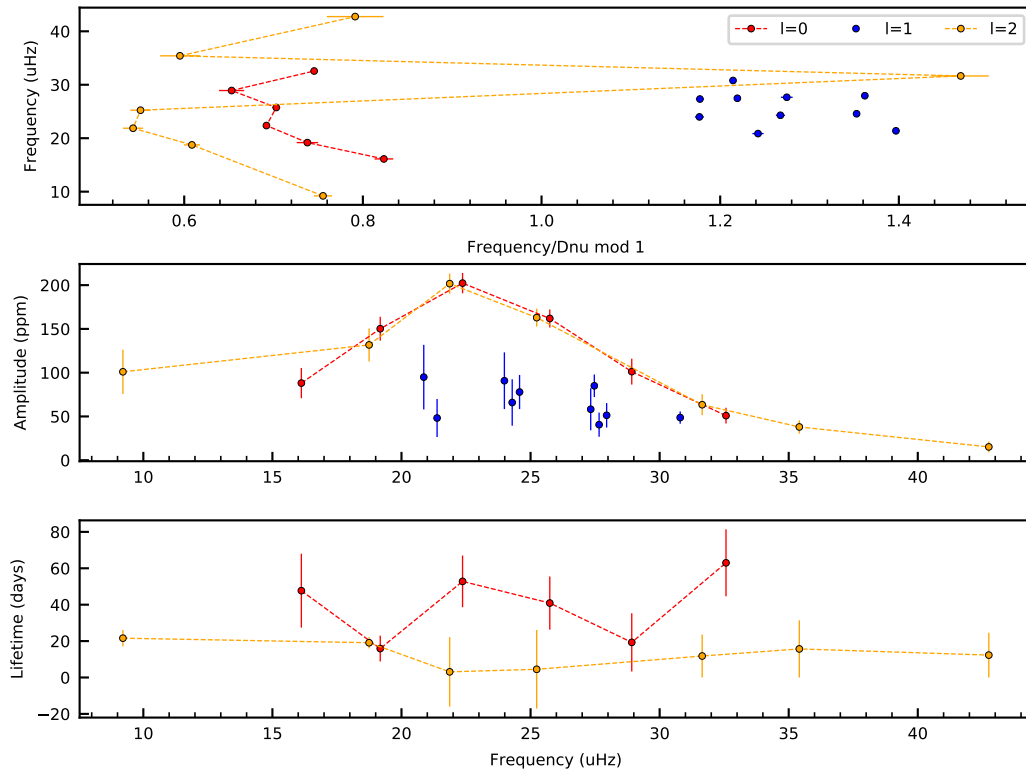 l=0 l=1 l=2
Frequency (uHz)
40
30
20
10
0.6 0.8 1.0 1.2 1.4
Frequency/Dnu mod 1
Amplitude (ppm)
200
150
100
50
0
10 15 20 25 30 35 40
Lifetime (days)
80
60
40
20
0
−20
10 15 20 25 30 35 40
Frequency (uHz)